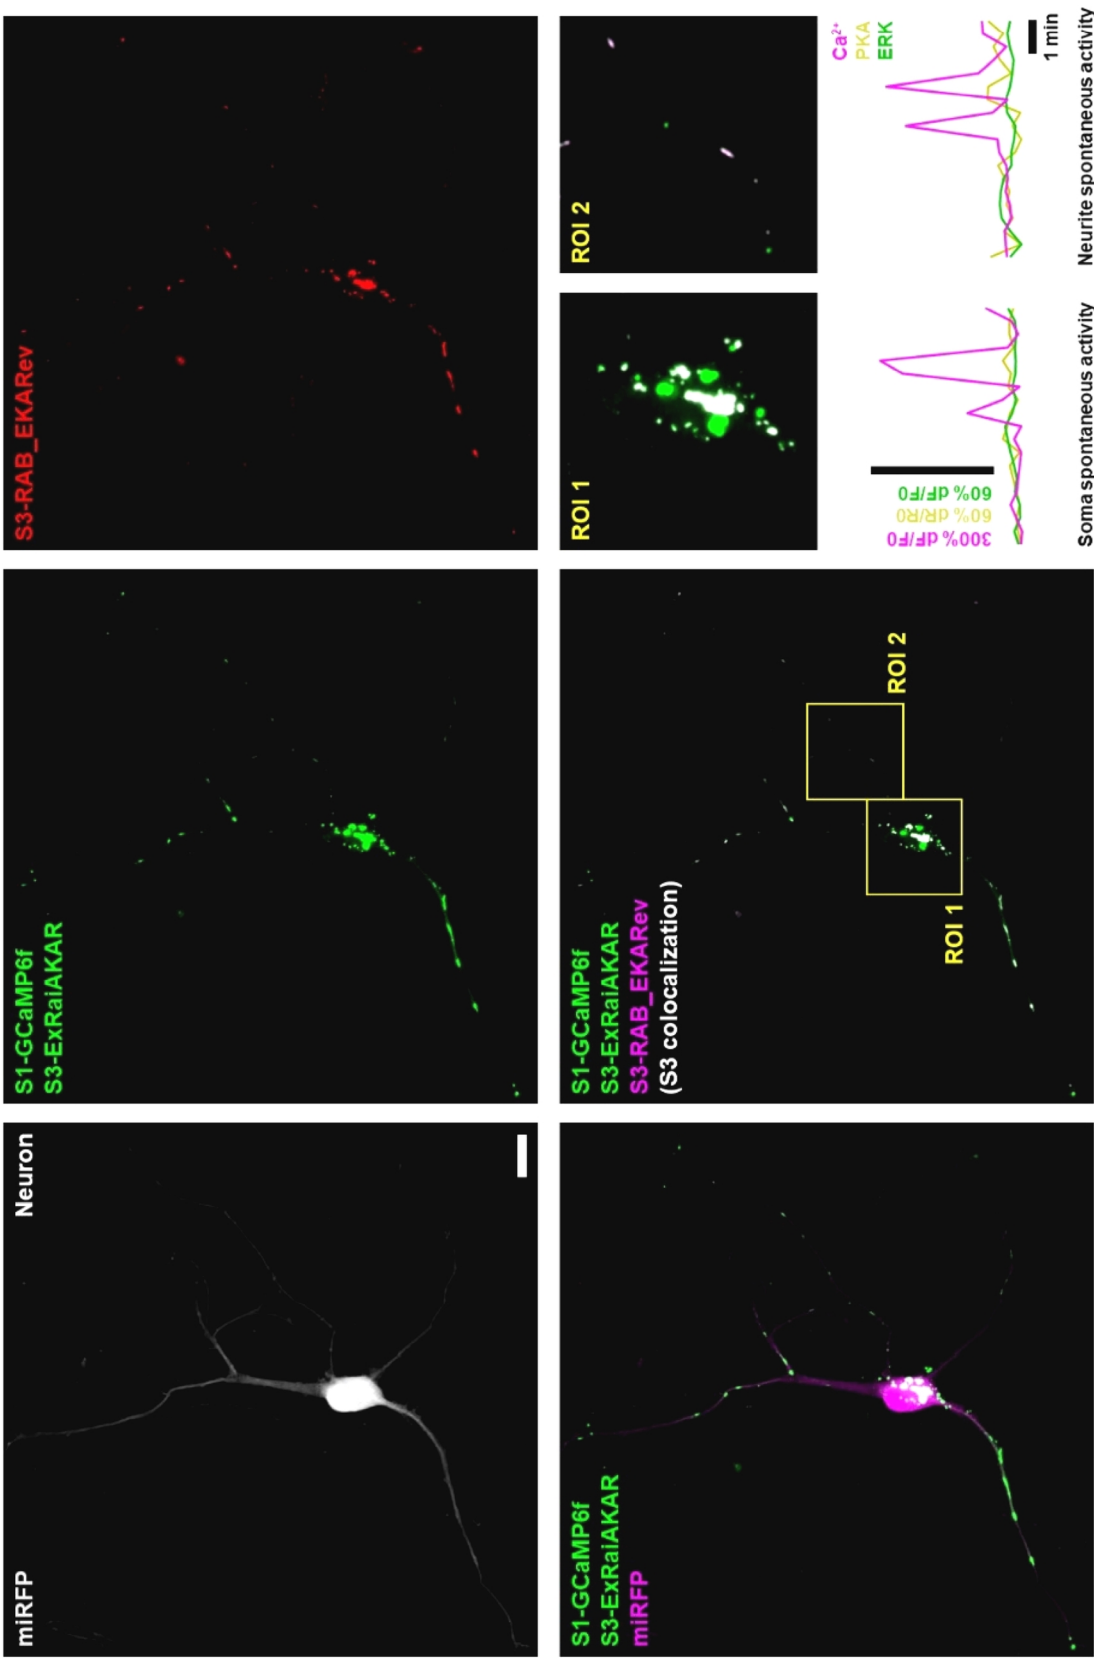 miRFP
Neuron
S1-GCaMP6f
S3-ExRaiAKAR
S3-RAB_EKARev
S1-GCaMP6f
S3-ExRaiAKAR
miRFP
S1-GCaMP6f
S3-ExRaiAKAR
S3-RAB_EKARev
(S3 colocalization)
ROI 1
ROI 2
ROI 1
ROI 2
300% dF/F0
60% dR/R0
60% dF/F0
Soma spontaneous activity
Ca²⁺
PKA
ERK
1 min
Neurite spontaneous activity